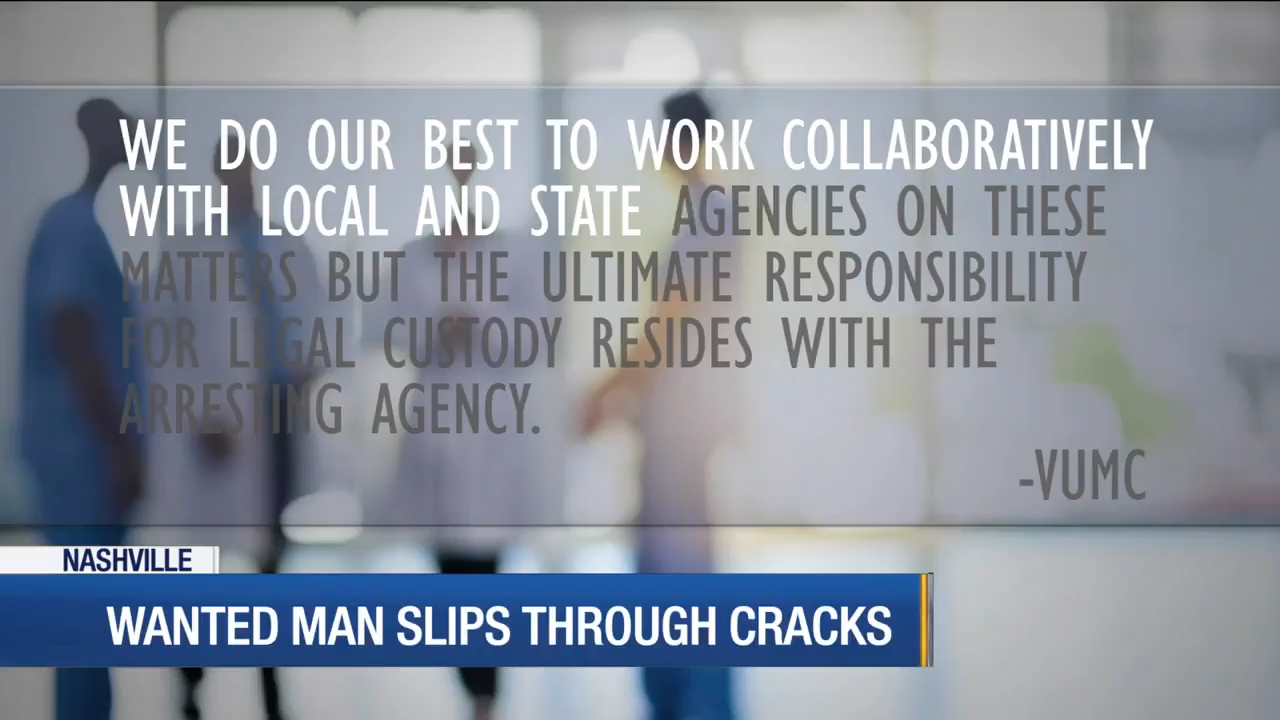 WE DO OUR BEST TO WORK COLLABORATIVELY
WITH LOCAL AND STATE AGENCIES ON THESE
MATTERS BUT THE ULTIMATE RESPONSIBILITY
FOR LEGAL CUSTODY RESIDES WITH THE
ARRESTING AGENCY.
-VUMC
NASHVILLE
WANTED MAN SLIPS THROUGH CRACKS